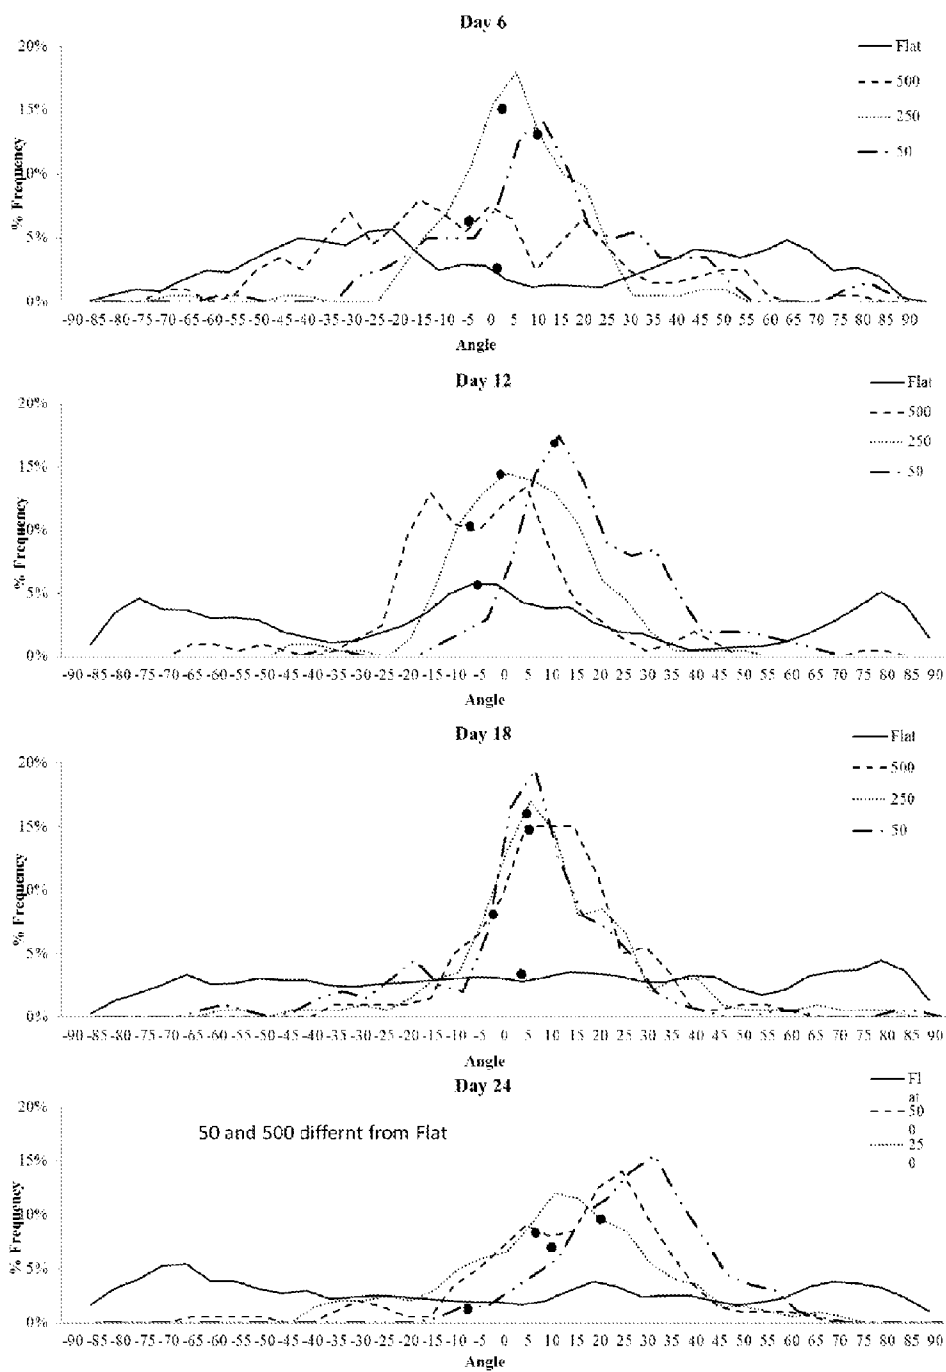 Day 6
20%
15%
10%
5%
0%
% Frequency
Flat
500
250
50
-90 -85 -80 -75 -70 -65 -60 -55 -50 -45 -40 -35 -30 -25 -20 -15 -10 -5 0 5 10 15 20 25 30 35 40 45 50 55 60 65 70 75 80 85 90
Angle
Day 12
20%
15%
10%
5%
0%
% Frequency
Flat
500
250
50
-90 -85 -80 -75 -70 -65 -60 -55 -50 -45 -40 -35 -30 -25 -20 -15 -10 -5 0 5 10 15 20 25 30 35 40 45 50 55 60 65 70 75 80 85 90
Angle
Day 18
20%
15%
10%
5%
0%
% Frequency
Flat
500
250
50
-90 -85 -80 -75 -70 -65 -60 -55 -50 -45 -40 -35 -30 -25 -20 -15 -10 -5 0 5 10 15 20 25 30 35 40 45 50 55 60 65 70 75 80 85 90
Angle
Day 24
20%
15%
10%
5%
0%
% Frequency
50 and 500 differnt from Flat
Fl
at
50
0
25
0
-90 -85 -80 -75 -70 -65 -60 -55 -50 -45 -40 -35 -30 -25 -20 -15 -10 -5 0 5 10 15 20 25 30 35 40 45 50 55 60 65 70 75 80 85 90
Angle